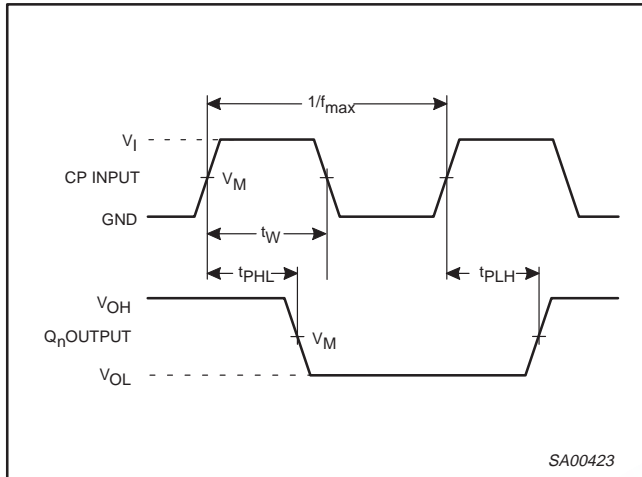 1/fmax
VI
CP INPUT
VM
GND
tW
tPHL
tPLH
VOH
QnOUTPUT
VM
VOL
SA00423